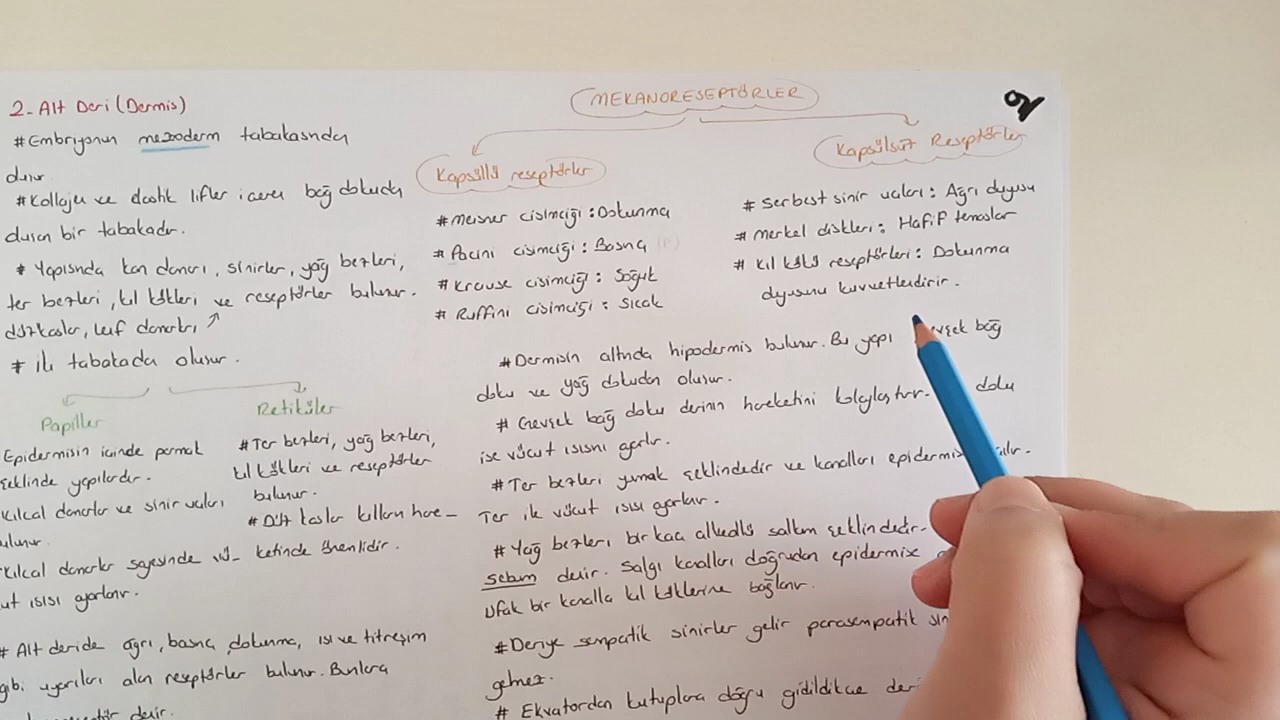 2- Alt Deri (Dermis)
#Embriyonun mezoderm tabakasından
oluşur.
#Kollajen ve elastik lifler içeren bağ dokudan
oluşan bir tabakadır.
# Yapısında kan damarı, sinirler, yağ bezleri,
ter bezleri, kıl kökleri ve reseptörler bulunur.
düz kaslar, lenf damarları
# iki tabakadan oluşur.
Papiller
Epidermisin içinde parmak
şeklinde yapılardır.
Kılcal damarlar ve sinir uçları
bulunur.
Kılcal damarlar sayesinde vü-
cut ısısı ayarlanır.
Retiküler
#Ter bezleri, yağ bezleri,
kıl kökleri ve reseptörler
bulunur.
#Düz kaslar kılların hare-
ketinde önemlidir.
# Alt deride ağrı, basınç, dokunma, ısı ve titreşim
gibi uyarıları alan reseptörler bulunur. Bunlara
denir.
MEKANORESEPTÖRLER
9
Kapsüllü reseptörler
#Meisner cisimciği : Dokunma
#Pacini cisimciği : Basınç
#Krause cisimciği : Soğuk
# Ruffini cisimciği : Sıcak
Kapsülsüz Reseptörler
# Serbest sinir uçları : Ağrı duyusu
# Merkel diskleri : Hafif temaslar
# Kıl kökü reseptörleri : Dokunma
duyusunu kuvvetlendirir.
#Dermisin altında hipodermis bulunur. Bu yapı bağ
doku ve yağ dokudan oluşur.
# Gevşek bağ doku derinin hareketini kolaylaştırır. doku
ise vücut ısısını ayarlar.
#Ter bezleri yumak şeklindedir ve kanalları
Ter ile vücut ısısı ayarlanır.
#Yağ bezleri birkaç alveollü salkım şeklindedir.
sebum denir. Salgı kanalları doğrudan epidermise
Ufak bir kanalla kıl köklerine bağlanır.
#Deriye sempatik sinirler gelir parasempatik
gelmez.
# Ekvatordan kutuplara doğru gidildikçe